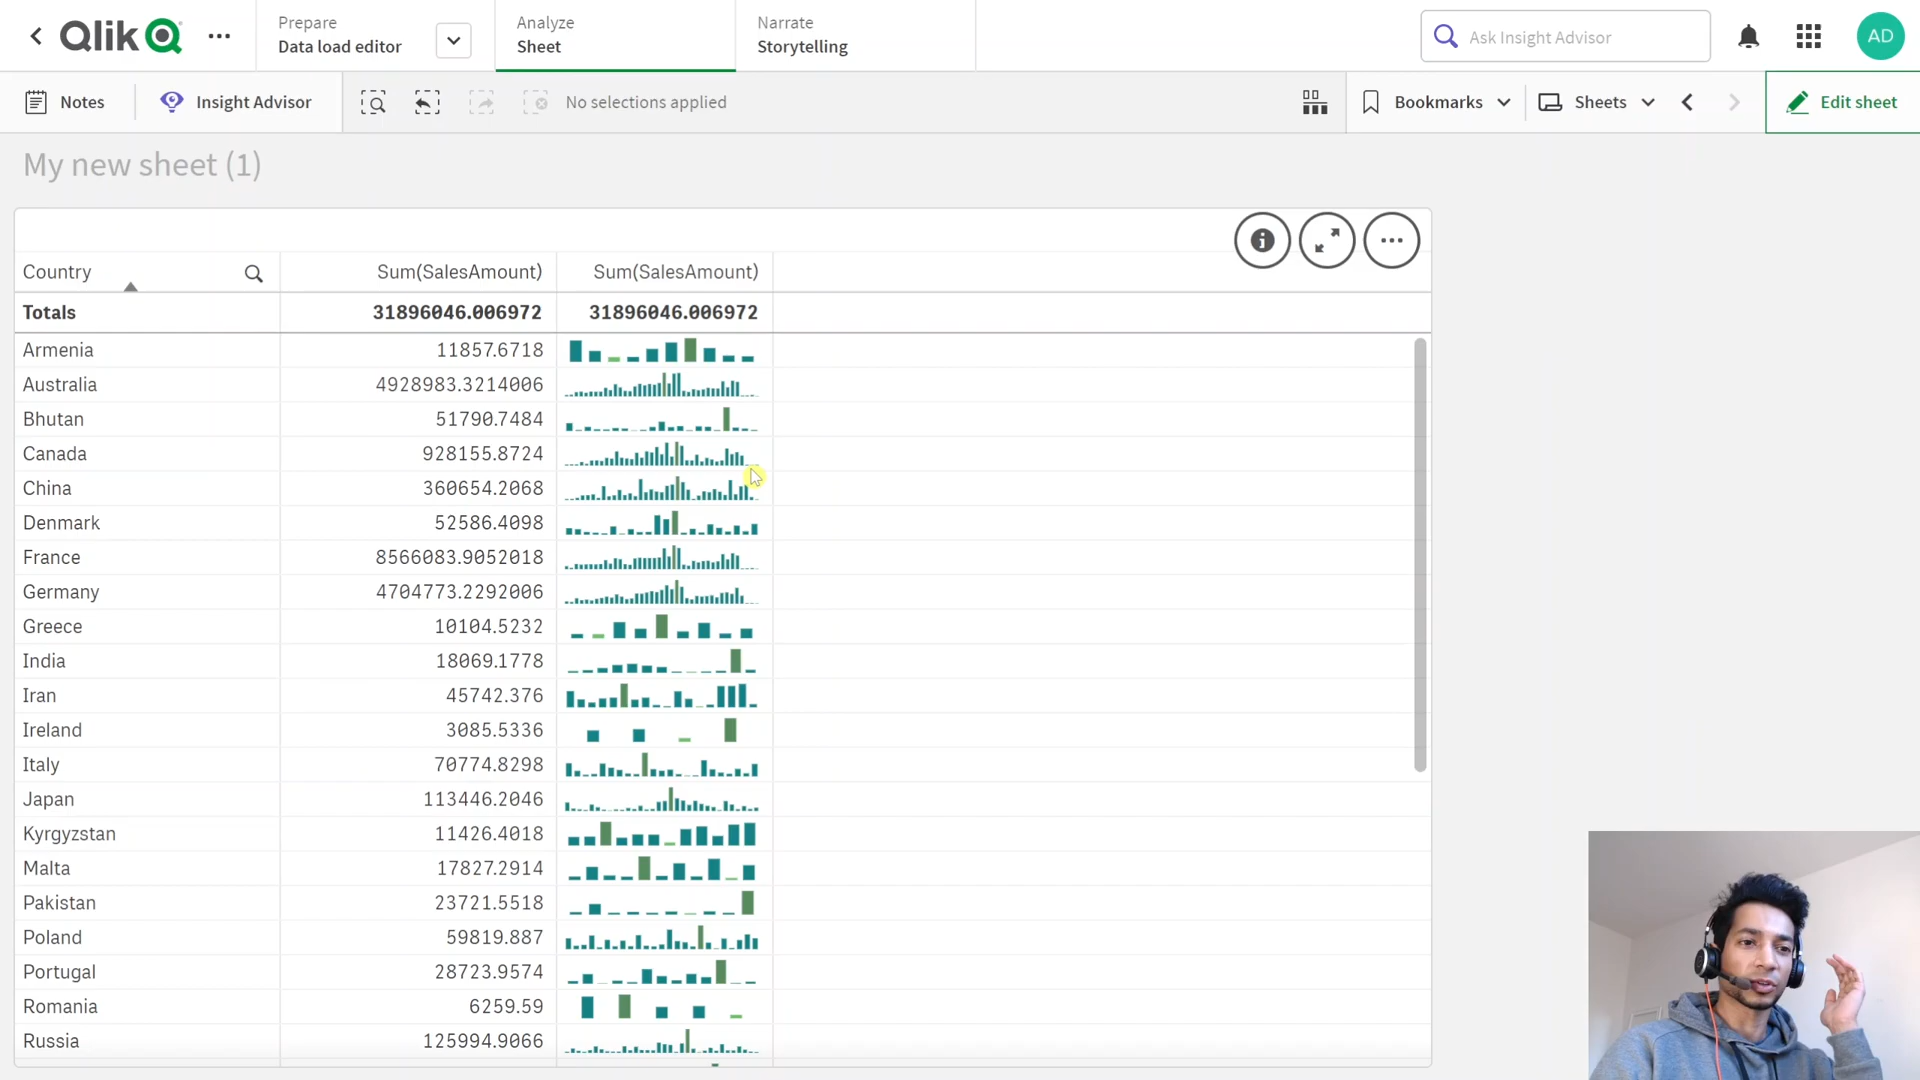 Qlik
Prepare
Data load editor
Analyze
Sheet
Narrate
Storytelling
Ask Insight Advisor
AD
Notes
Insight Advisor
No selections applied
Bookmarks
Sheets
Edit sheet
My new sheet (1)
Country Sum(SalesAmount) Sum(SalesAmount)
Totals 31896046.006972 31896046.006972
Armenia 11857.6718
Australia 4928983.3214006
Bhutan 51790.7484
Canada 928155.8724
China 360654.2068
Denmark 52586.4098
France 8566083.9052018
Germany 4704773.2292006
Greece 10104.5232
India 18069.1778
Iran 45742.376
Ireland 3085.5336
Italy 70774.8298
Japan 113446.2046
Kyrgyzstan 11426.4018
Malta 17827.2914
Pakistan 23721.5518
Poland 59819.887
Portugal 28723.9574
Romania 6259.59
Russia 125994.9066